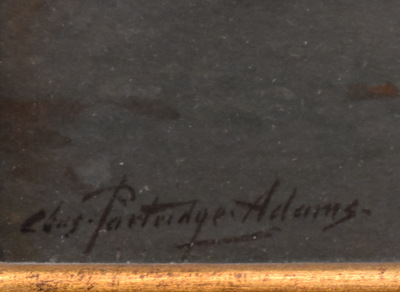 Chas. Partridge Adams-